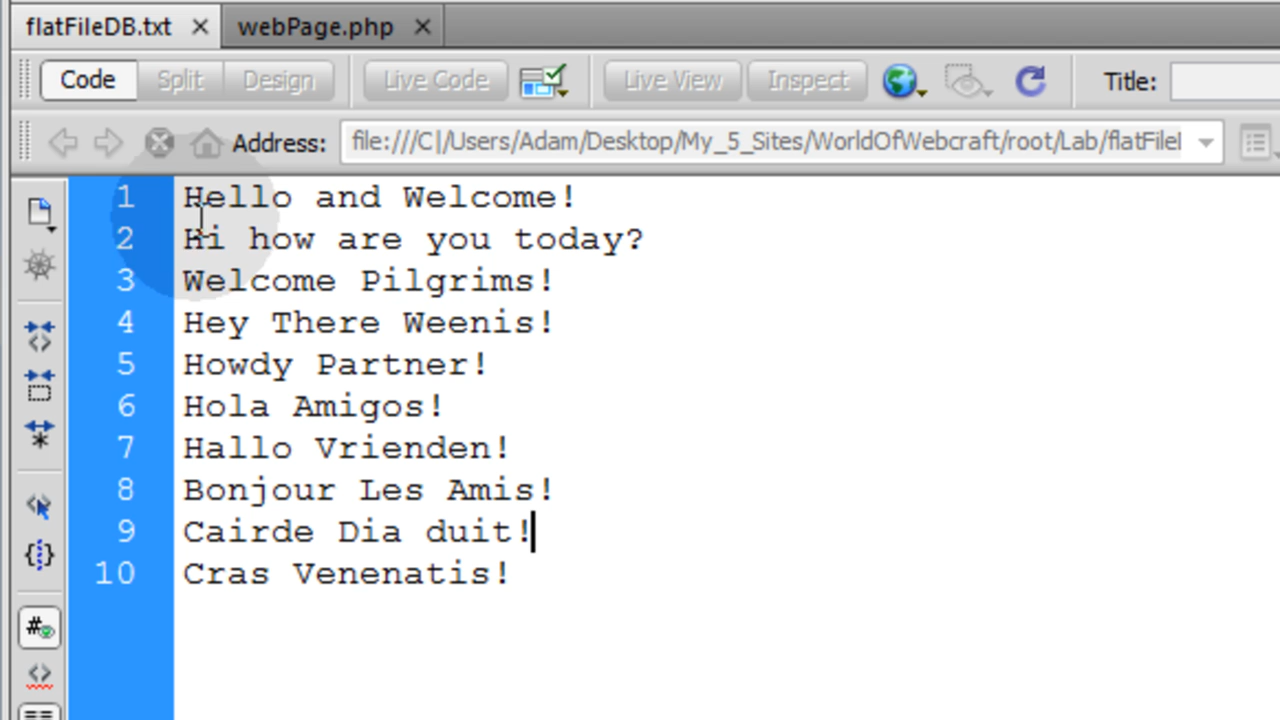 flatFileDB.txt × webPage.php ×
Code Split Design Live Code Live View Inspect Title:
Address: file:///C|/Users/Adam/Desktop/My_5_Sites/WorldOfWebcraft/root/Lab/flatFile
1 Hello and Welcome!
2 Hi how are you today?
3 Welcome Pilgrims!
4 Hey There Weenis!
5 Howdy Partner!
6 Hola Amigos!
7 Hallo Vrienden!
8 Bonjour Les Amis!
9 Cairde Dia duit!
10 Cras Venenatis!